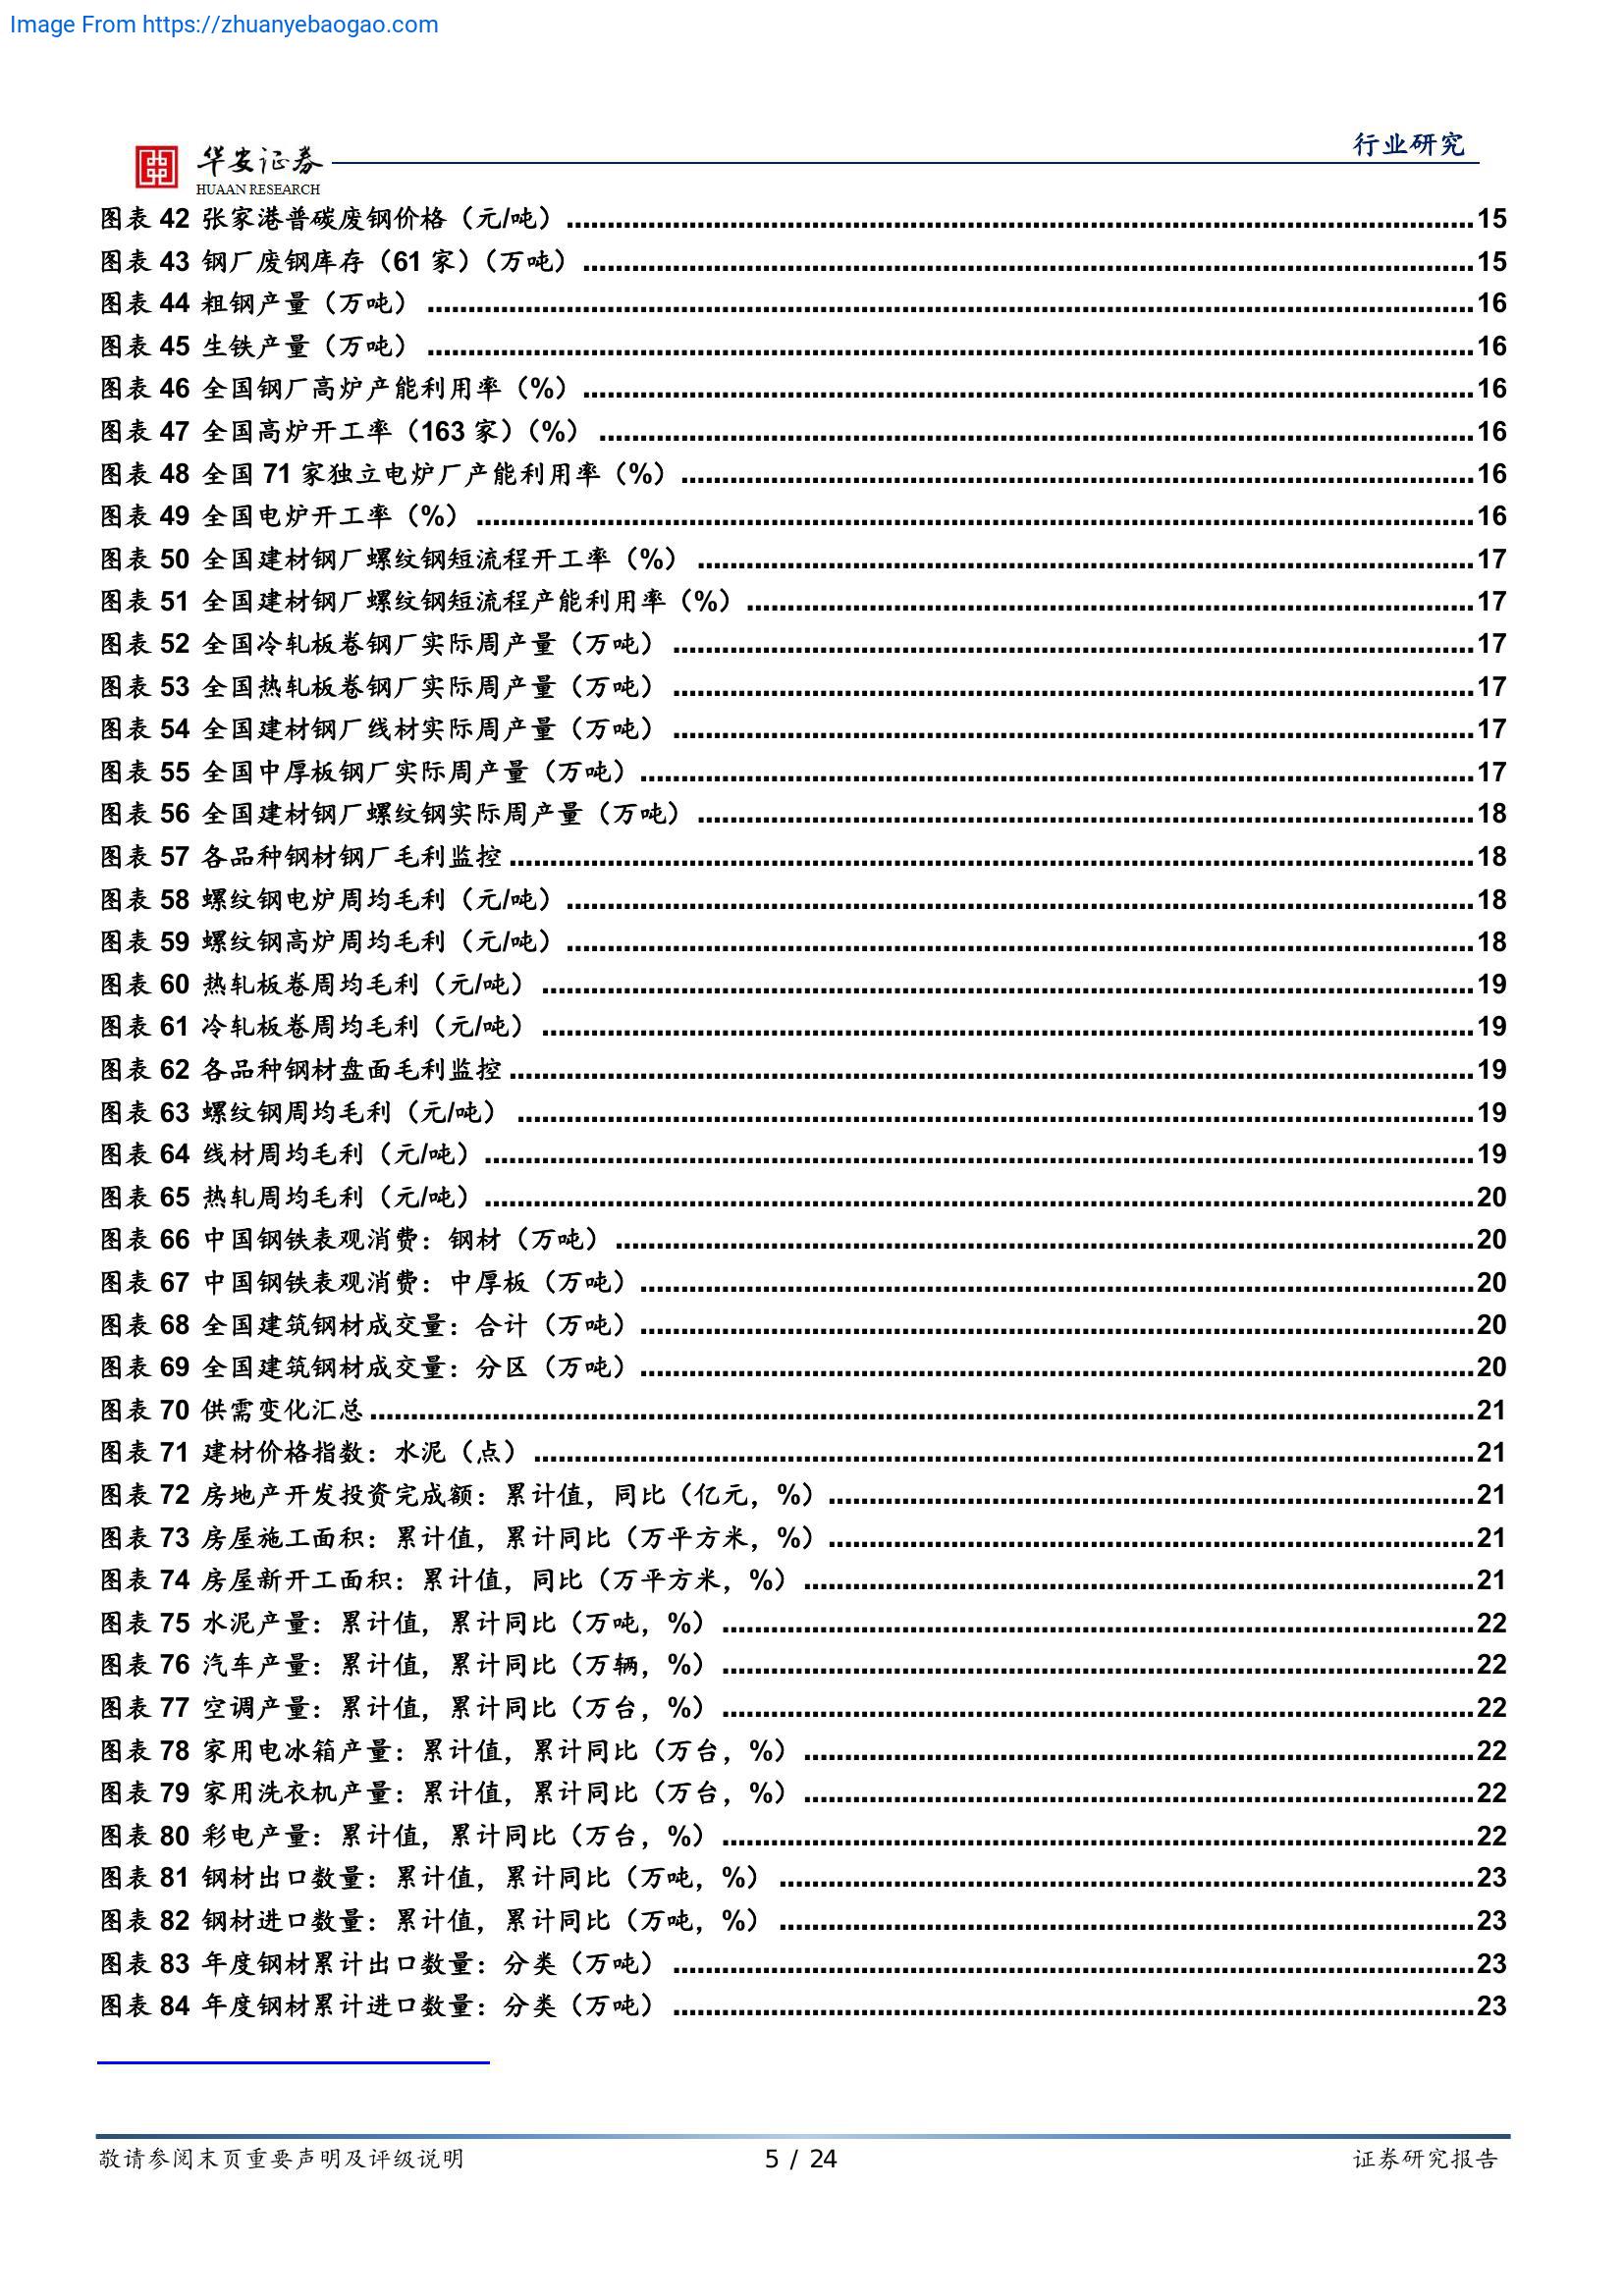 Image From https://zhuanyebaogao.com
行业研究
华安证券
HUAAN RESEARCH
图表 42 张家港普碳废钢价格（元/吨）15
图表 43 钢厂废钢库存（61 家）（万吨）15
图表 44 粗钢产量（万吨）16
图表 45 生铁产量（万吨）16
图表 46 全国钢厂高炉产能利用率（%）16
图表 47 全国高炉开工率（163 家）（%）16
图表 48 全国 71 家独立电炉厂产能利用率（%）16
图表 49 全国电炉开工率（%）16
图表 50 全国建材钢厂螺纹钢短流程开工率（%）17
图表 51 全国建材钢厂螺纹钢短流程产能利用率（%）17
图表 52 全国冷轧板卷钢厂实际周产量（万吨）17
图表 53 全国热轧板卷钢厂实际周产量（万吨）17
图表 54 全国建材钢厂线材实际周产量（万吨）17
图表 55 全国中厚板钢厂实际周产量（万吨）17
图表 56 全国建材钢厂螺纹钢实际周产量（万吨）18
图表 57 各品种钢材钢厂毛利监控18
图表 58 螺纹钢电炉周均毛利（元/吨）18
图表 59 螺纹钢高炉周均毛利（元/吨）18
图表 60 热轧板卷周均毛利（元/吨）19
图表 61 冷轧板卷周均毛利（元/吨）19
图表 62 各品种钢材盘面毛利监控19
图表 63 螺纹钢周均毛利（元/吨）19
图表 64 线材周均毛利（元/吨）19
图表 65 热轧周均毛利（元/吨）20
图表 66 中国钢铁表观消费：钢材（万吨）20
图表 67 中国钢铁表观消费：中厚板（万吨）20
图表 68 全国建筑钢材成交量：合计（万吨）20
图表 69 全国建筑钢材成交量：分区（万吨）20
图表 70 供需变化汇总21
图表 71 建材价格指数：水泥（点）21
图表 72 房地产开发投资完成额：累计值，同比（亿元，%）21
图表 73 房屋施工面积：累计值，累计同比（万平方米，%）21
图表 74 房屋新开工面积：累计值，同比（万平方米，%）21
图表 75 水泥产量：累计值，累计同比（万吨，%）22
图表 76 汽车产量：累计值，累计同比（万辆，%）22
图表 77 空调产量：累计值，累计同比（万台，%）22
图表 78 家用电冰箱产量：累计值，累计同比（万台，%）22
图表 79 家用洗衣机产量：累计值，累计同比（万台，%）22
图表 80 彩电产量：累计值，累计同比（万台，%）22
图表 81 钢材出口数量：累计值，累计同比（万吨，%）23
图表 82 钢材进口数量：累计值，累计同比（万吨，%）23
图表 83 年度钢材累计出口数量：分类（万吨）23
图表 84 年度钢材累计进口数量：分类（万吨）23
敬请参阅末页重要声明及评级说明
5 / 24
证券研究报告